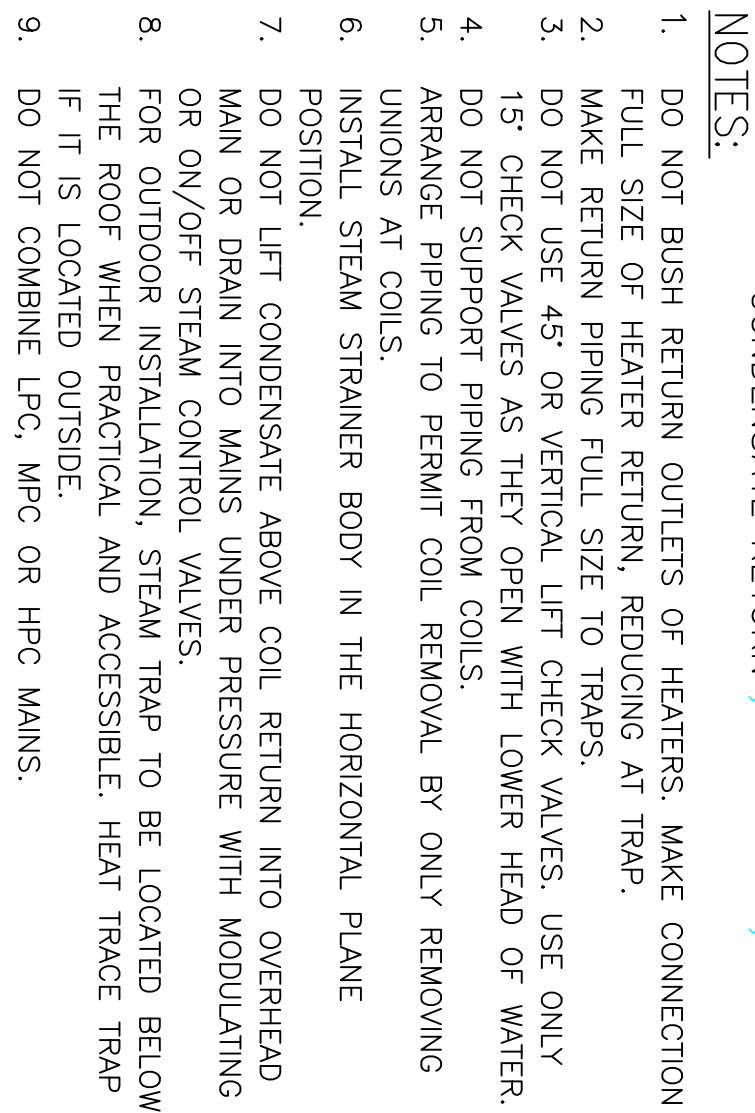 CONDENSATE RETURN
NOTES:
1. DO NOT BUSH RETURN OUTLETS OF HEATERS. MAKE CONNECTION
FULL SIZE OF HEATER RETURN, REDUCING AT TRAP.
2. MAKE RETURN PIPING FULL SIZE TO TRAPS.
3. DO NOT USE 45° OR VERTICAL LIFT CHECK VALVES. USE ONLY
15° CHECK VALVES AS THEY OPEN WITH LOWER HEAD OF WATER.
4. DO NOT SUPPORT PIPING FROM COILS.
5. ARRANGE PIPING TO PERMIT COIL REMOVAL BY ONLY REMOVING
UNIONS AT COILS.
6. INSTALL STEAM STRAINER BODY IN THE HORIZONTAL PLANE
POSITION.
7. DO NOT LIFT CONDENSATE ABOVE COIL RETURN INTO OVERHEAD
MAIN OR DRAIN INTO MAINS UNDER PRESSURE WITH MODULATING
OR ON/OFF STEAM CONTROL VALVES.
8. FOR OUTDOOR INSTALLATION, STEAM TRAP TO BE LOCATED BELOW
THE ROOF WHEN PRACTICAL AND ACCESSIBLE. HEAT TRACE TRAP
IF IT IS LOCATED OUTSIDE.
9. DO NOT COMBINE LPC, MPC OR HPC MAINS.